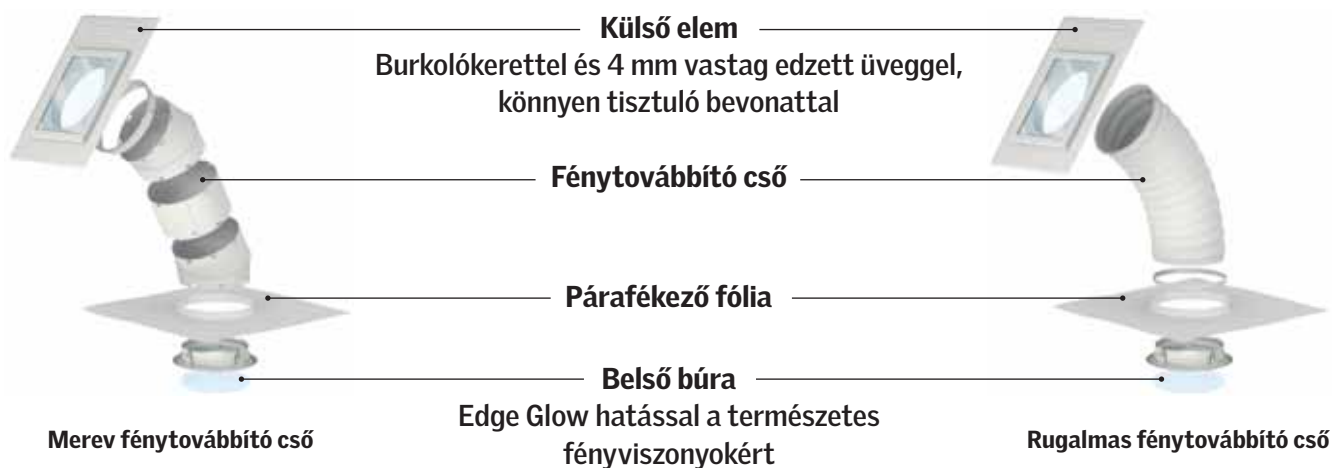 Külső elem
Burkolókerettel és 4 mm vastag edzett üveggel,
könnyen tisztuló bevonattal
Fénytovábbító cső
Párafékező fólia
Belső búra
Edge Glow hatással a természetes
fényviszonyokért
Merev fénytovábbító cső
Rugalmas fénytovábbító cső